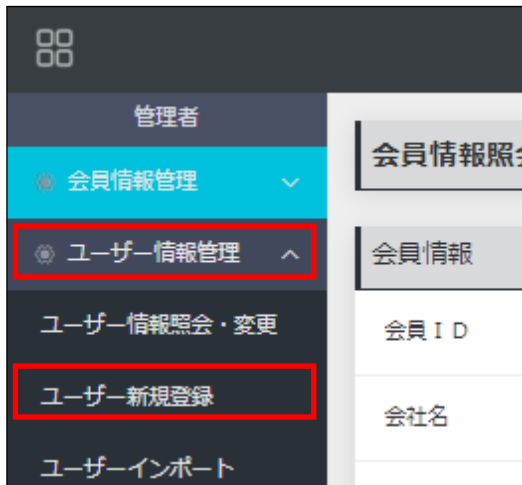 管理者
会員情報管理
ユーザー情報管理
ユーザー情報照会・変更
ユーザー新規登録
ユーザーインポート
会員情報照会
会員情報
会員ＩＤ
会社名